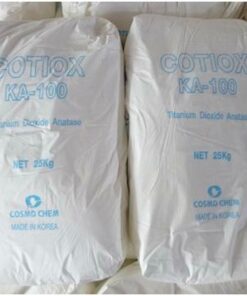 COTIOX
KA-100
Titanium Dioxide Anatase
NET 25Kg
COSMO CHEM
MADE IN KOREA
COTIOX
KA-100
Titanium Dioxide Anatase
NET 25Kg
COSMO CHEM
MADE IN KOREA